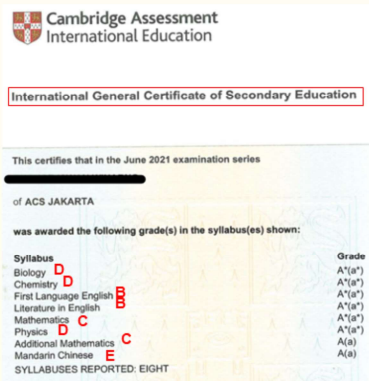 Cambridge Assessment
International Education
International General Certificate of Secondary Education
This certifies that in the June 2021 examination series
of ACS JAKARTA
was awarded the following grade(s) in the syllabus(es) shown:
Syllabus Grade
Biology D A*(a*)
Chemistry D A*(a*)
First Language English B A*(a*)
Literature in English B A*(a*)
Mathematics C A*(a*)
Physics D A*(a*)
Additional Mathematics C A(a)
Mandarin Chinese E A(a)
SYLLABUSES REPORTED: EIGHT